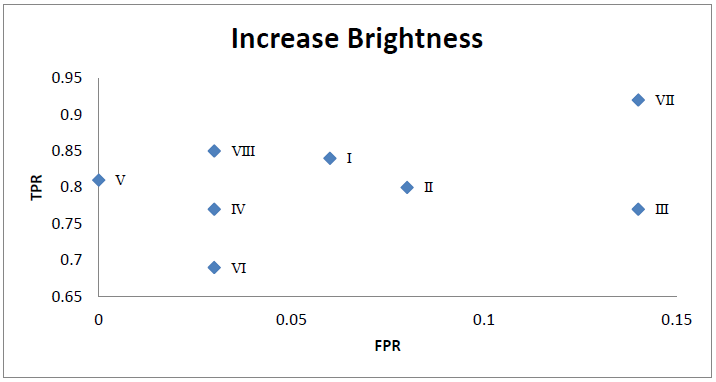 Increase Brightness
0.95
0.9
0.85
0.8
0.75
0.7
0.65
TPR
VII
VIII
I
V
II
IV
III
VI
0
0.05
0.1
0.15
FPR